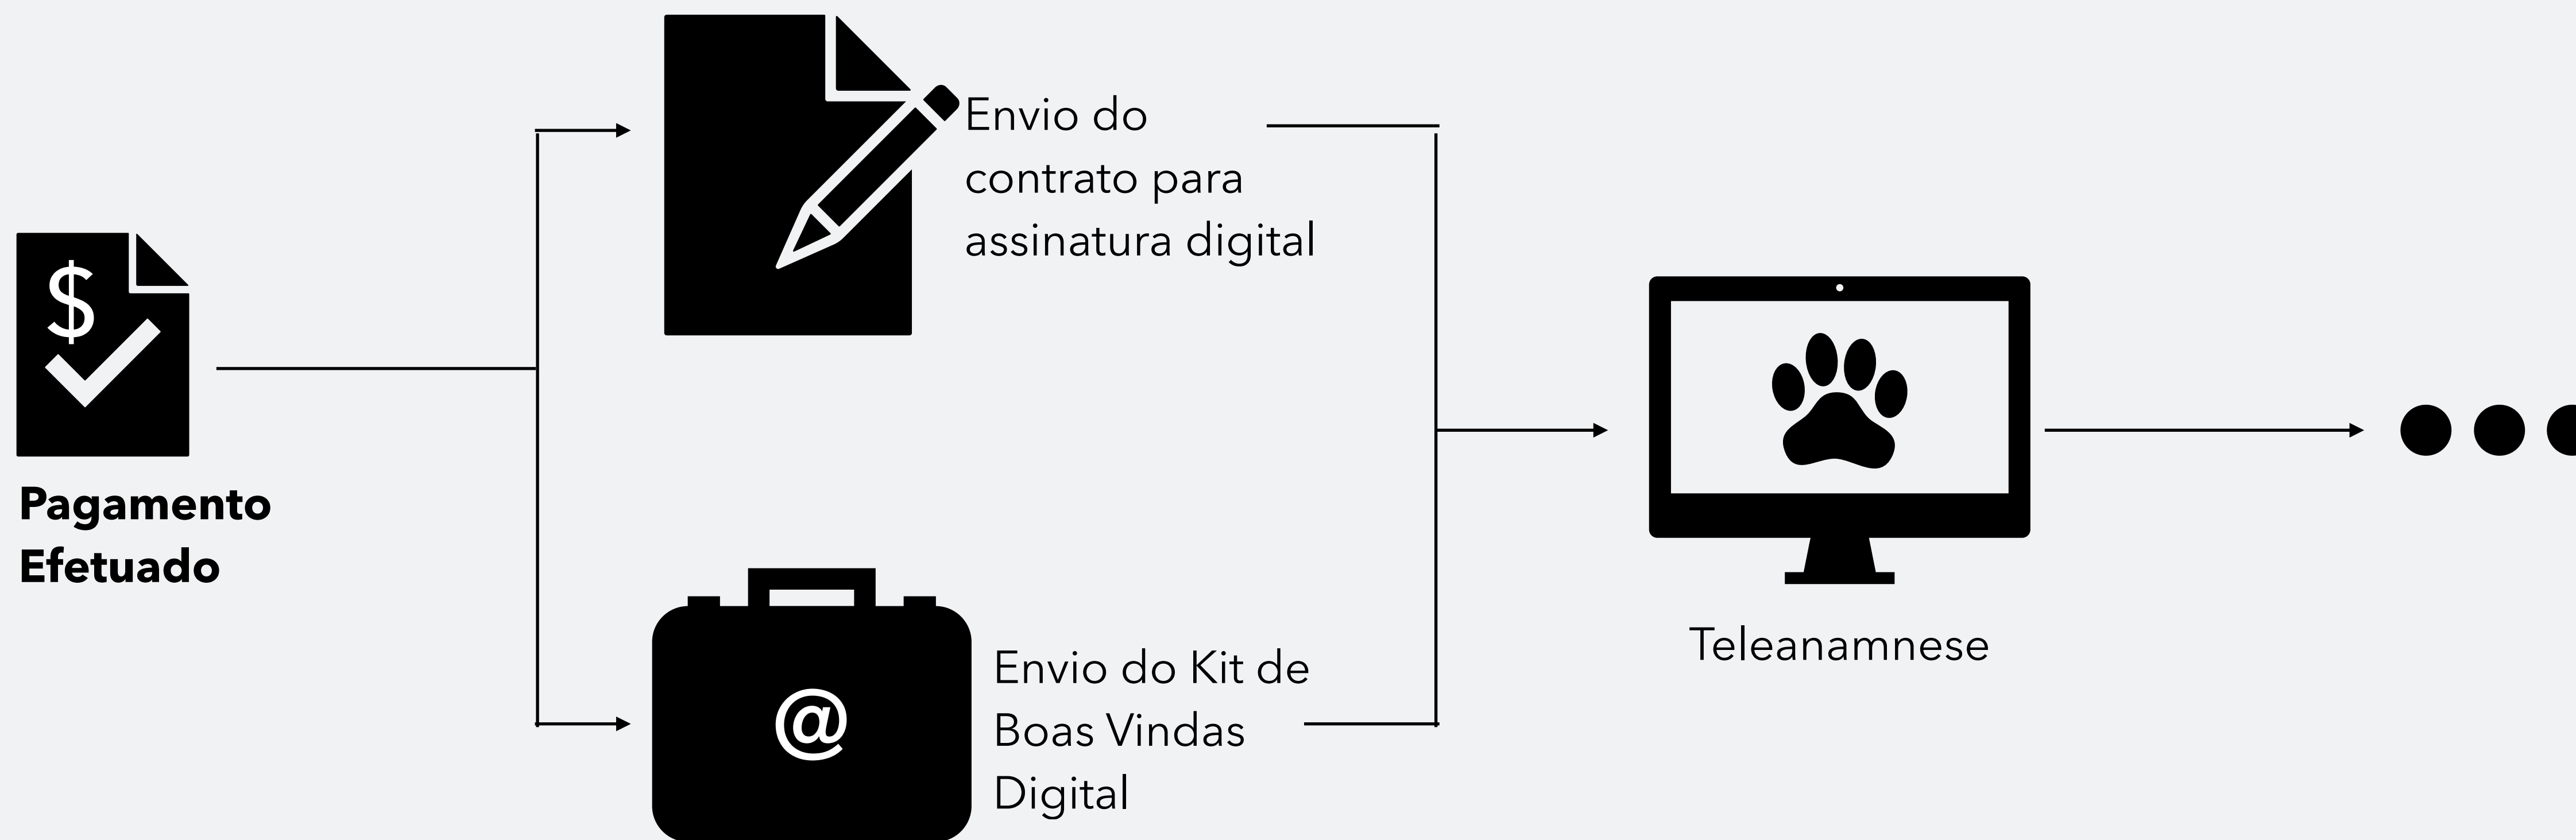 $
Pagamento
Efetuado
Envio do
contrato para
assinatura digital
@
Envio do Kit de
Boas Vindas
Digital
Teleanamnese